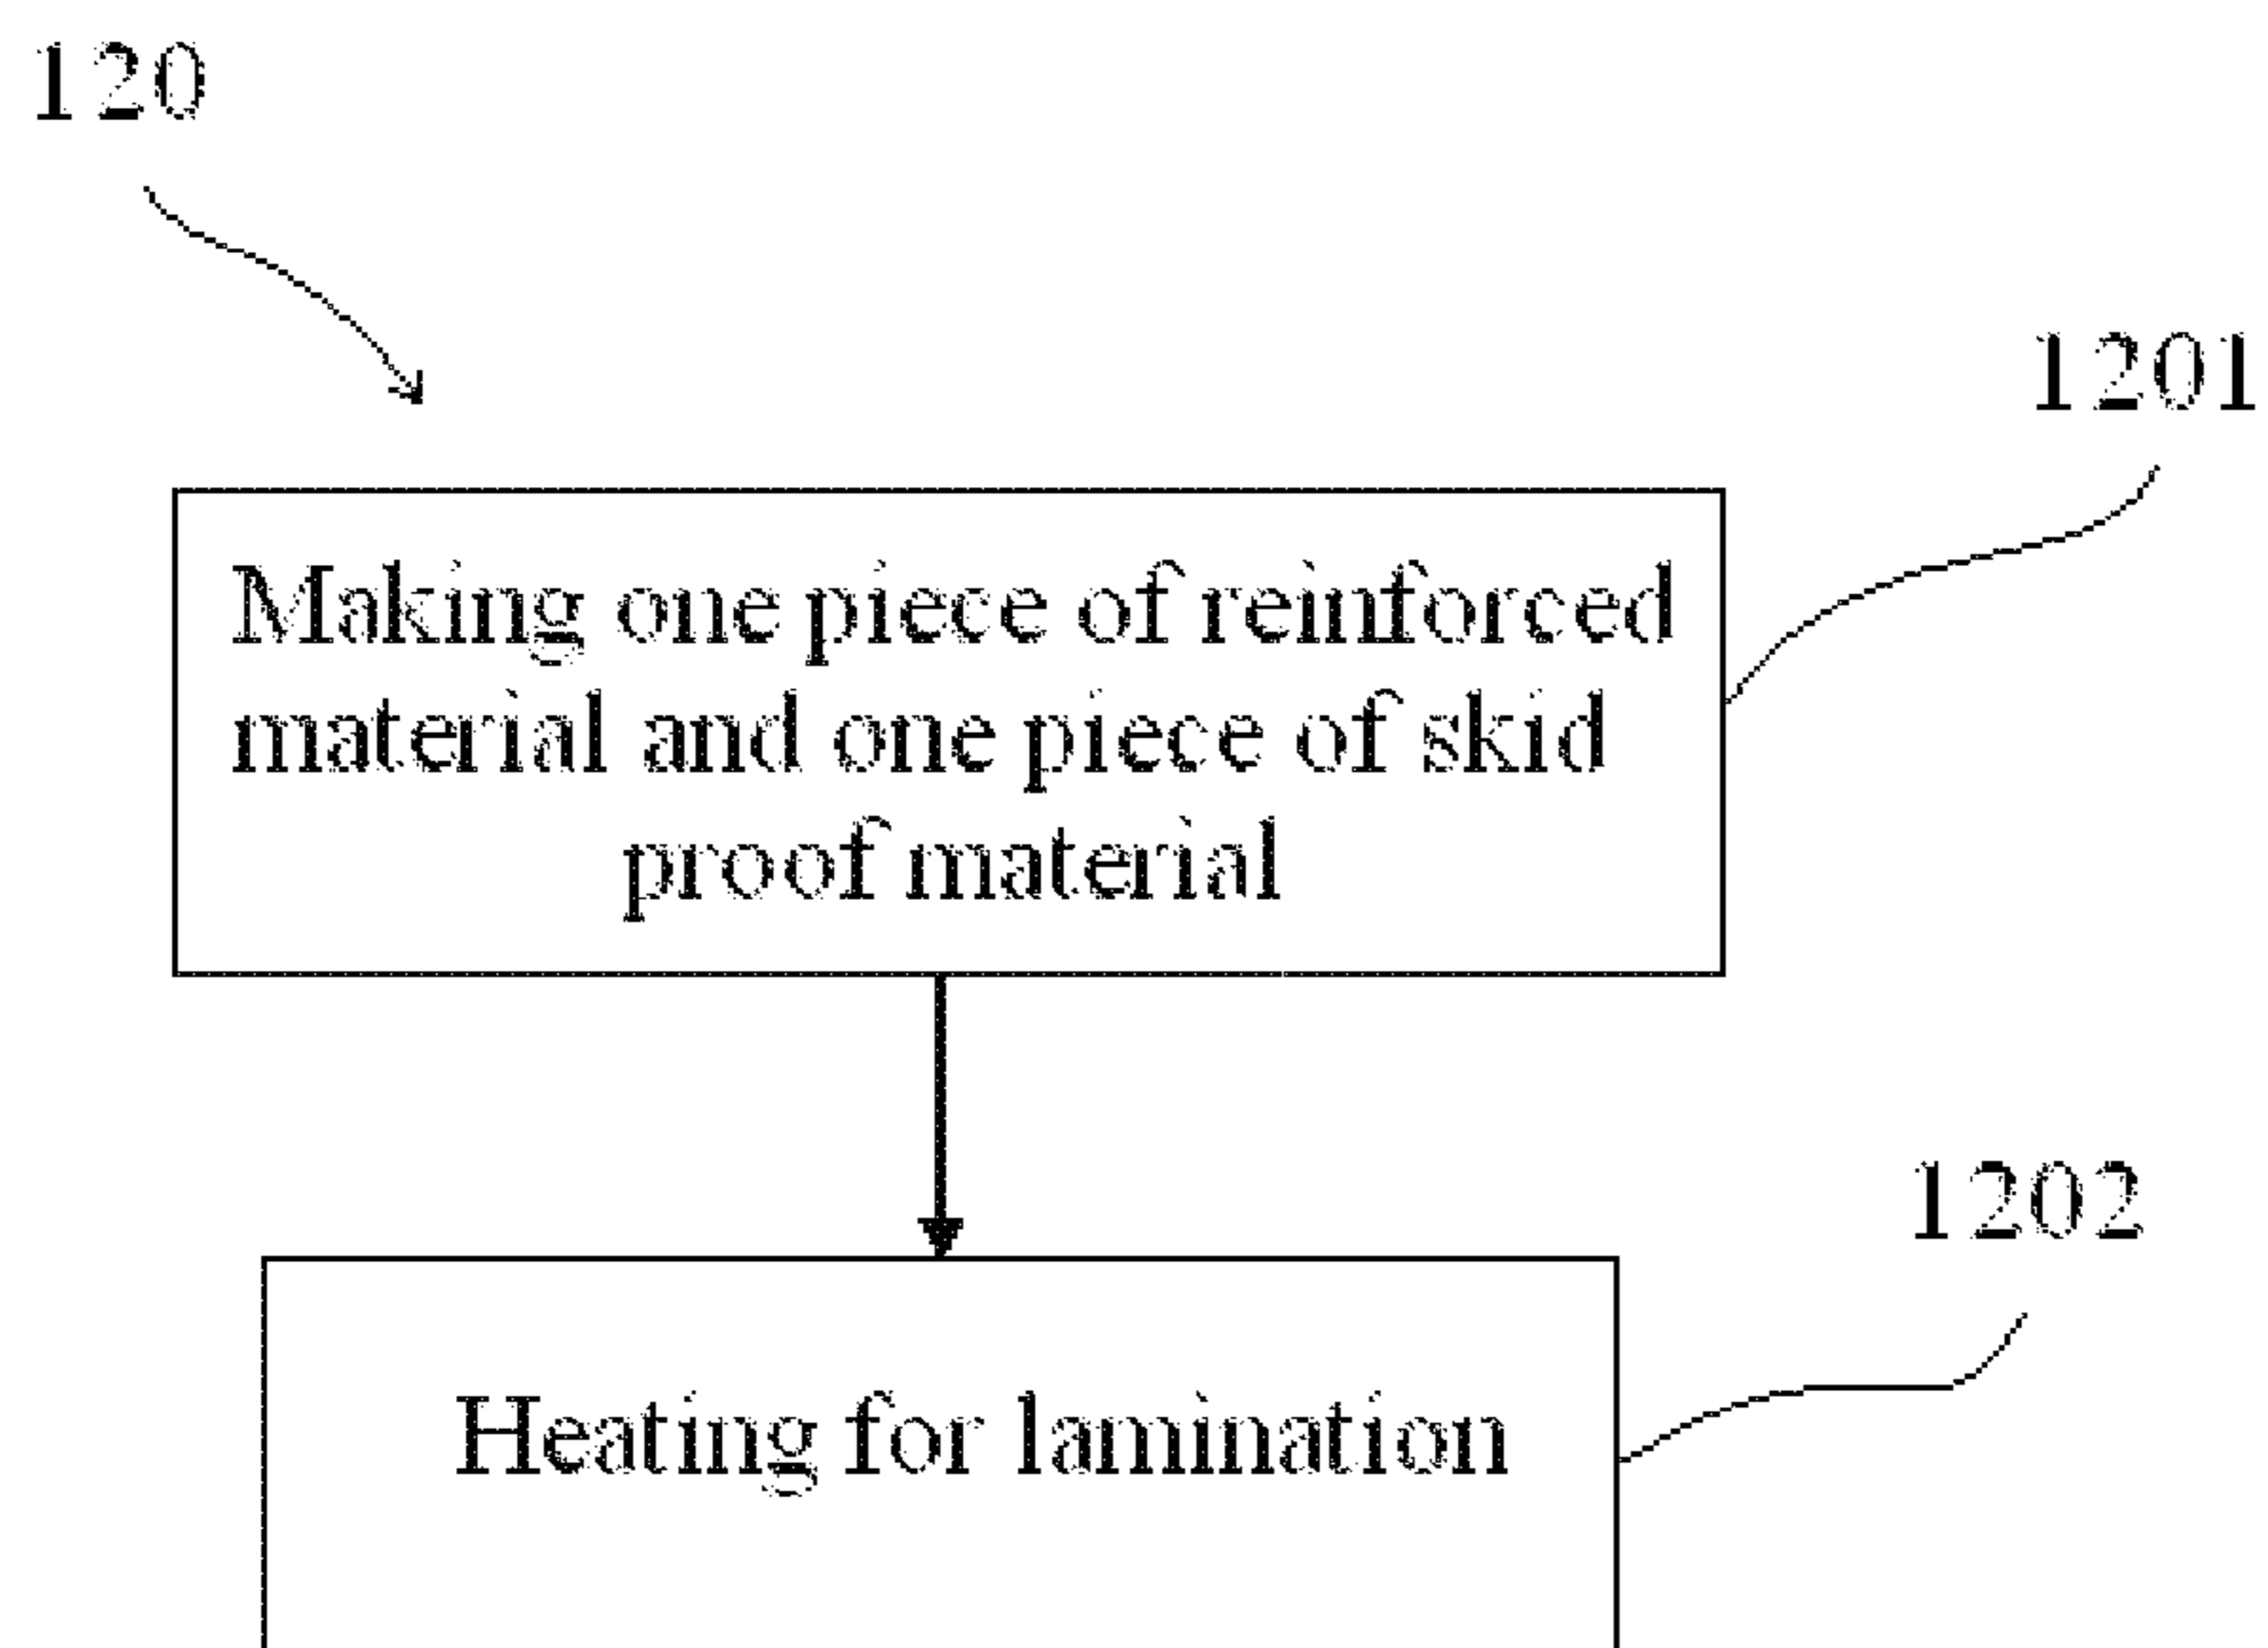 120
1201
Making one piece of reinforced
material and one piece of skid
proof material
1202
Heating for lamination